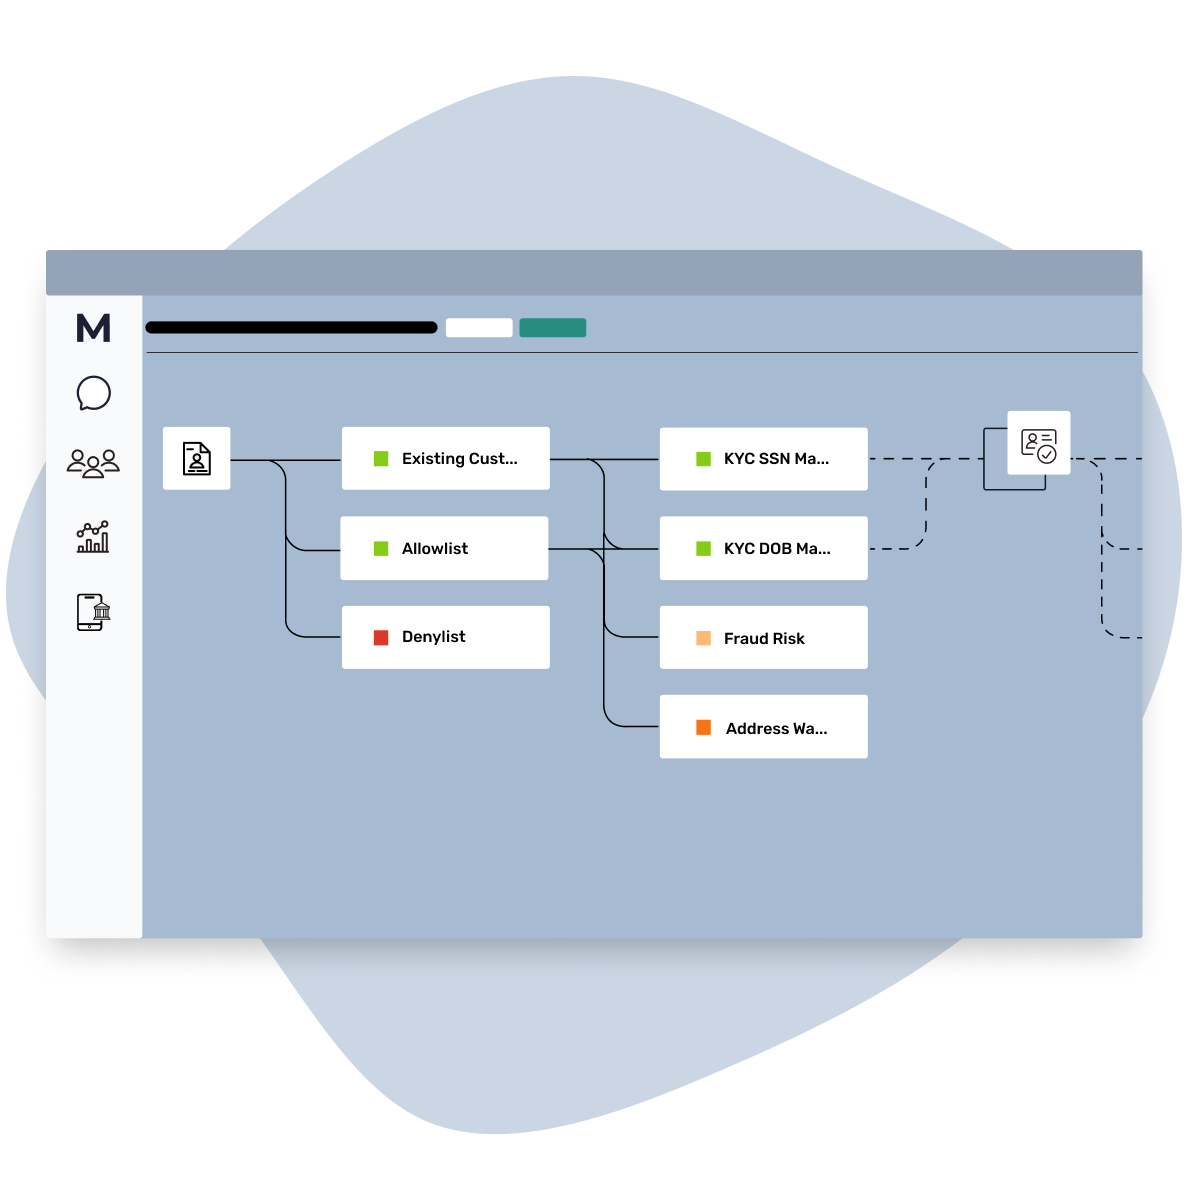 M
Existing Cust...
KYC SSN Ma...
Allowlist
KYC DOB Ma...
Denylist
Fraud Risk
Address Wa...